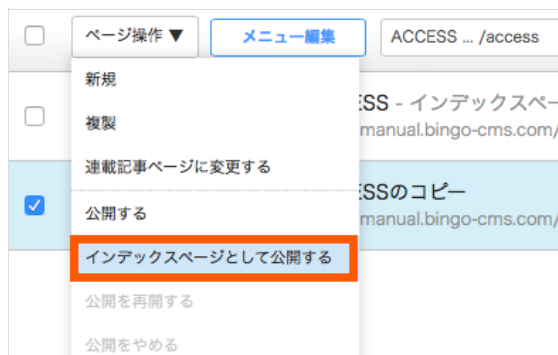 ページ操作 ▼ メニュー編集 ACCESS ... /access
新規
ESS - インデックスペー
複製
manual.bingo-cms.com/
連載記事ページに変更する
ESSのコピー
公開する
manual.bingo-cms.com/
インデックスページとして公開する
公開を再開する
公開をやめる